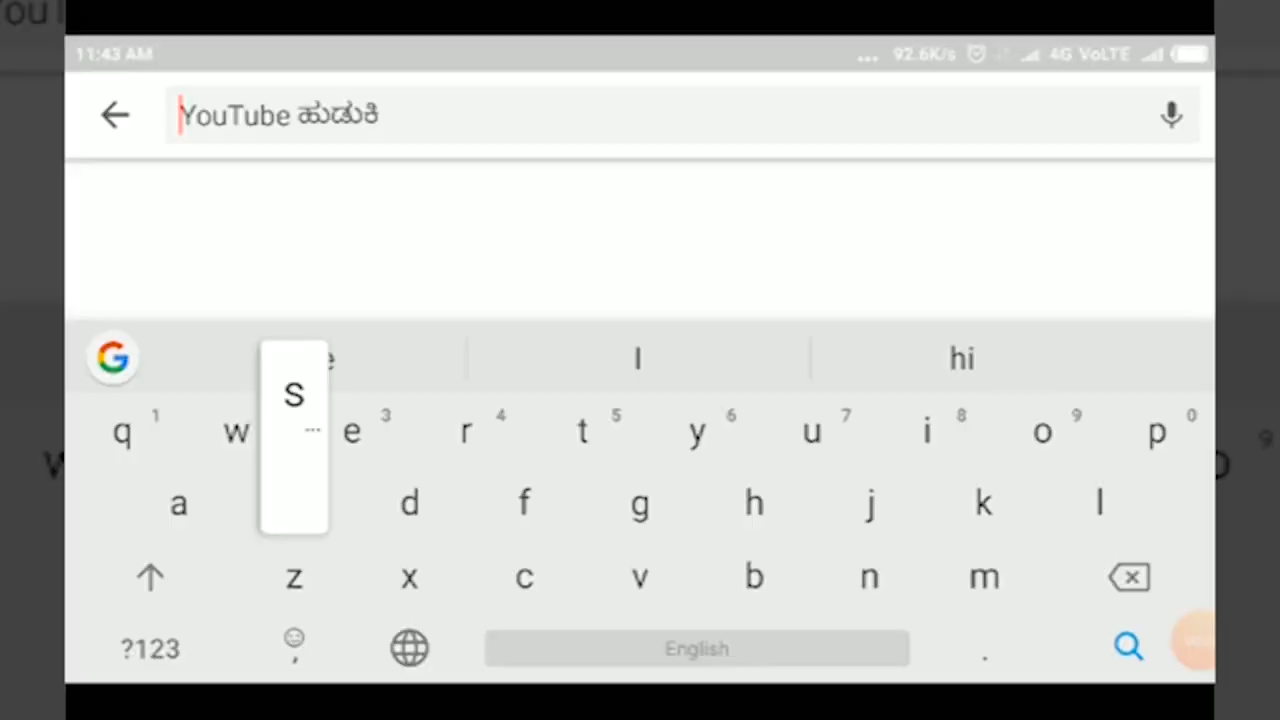 11:43 AM ... 92.6K/s 4G VoLTE
YouTube ಹುಡುಕಿ
I hi
q 1 w e 3 r 4 t 5 y 6 u 7 i 8 o 9 p 0
S
a d f g h j k l
z x c v b n m
?123 , English .